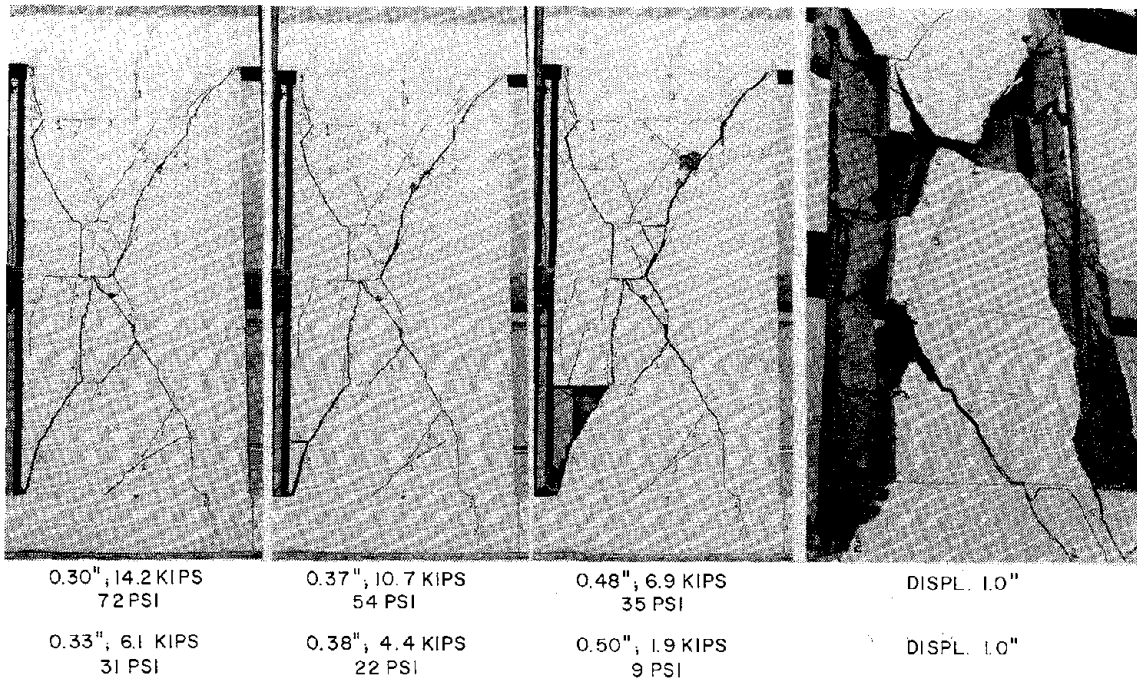 0.30", 14.2 KIPS
72 PSI
0.37", 10.7 KIPS
54 PSI
0.48", 6.9 KIPS
35 PSI
DISPL. 1.0"
0.33", 6.1 KIPS
31 PSI
0.38", 4.4 KIPS
22 PSI
0.50", 1.9 KIPS
9 PSI
DISPL. 1.0"